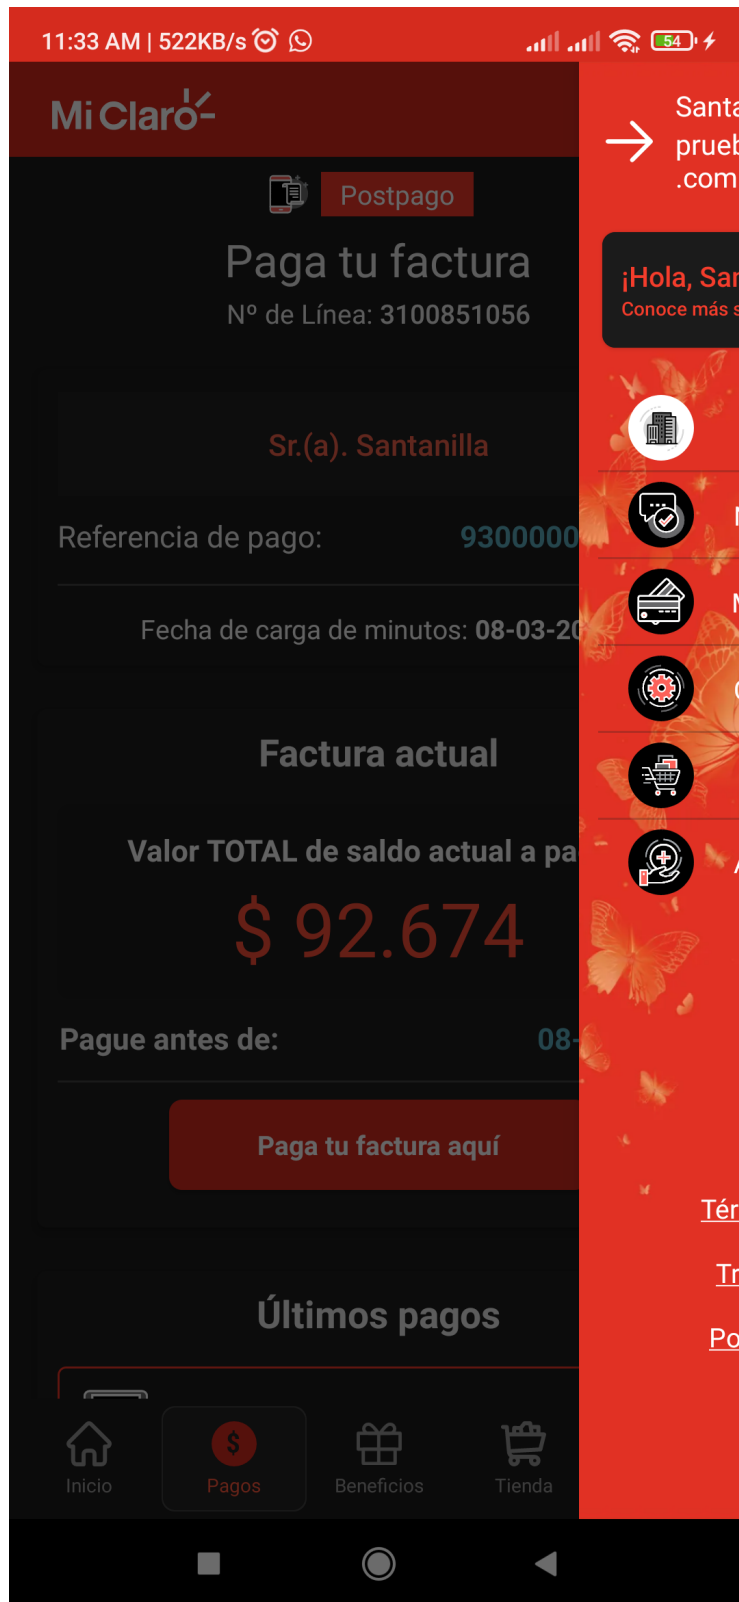 11:33 AM | 522KB/s
54
Mi Claro
Postpago
Paga tu factura
Nº de Línea: 3100851056
Sr.(a). Santanilla
Referencia de pago: 9300000
Fecha de carga de minutos: 08-03-20
Factura actual
Valor TOTAL de saldo actual a pa
$ 92.674
Pague antes de: 08-
Paga tu factura aquí
Últimos pagos
Inicio
$
Pagos
Beneficios
Tienda
Santa
prueb
.com
¡Hola, San
Conoce más s
N
M
C
A
Tér
Tr
Po